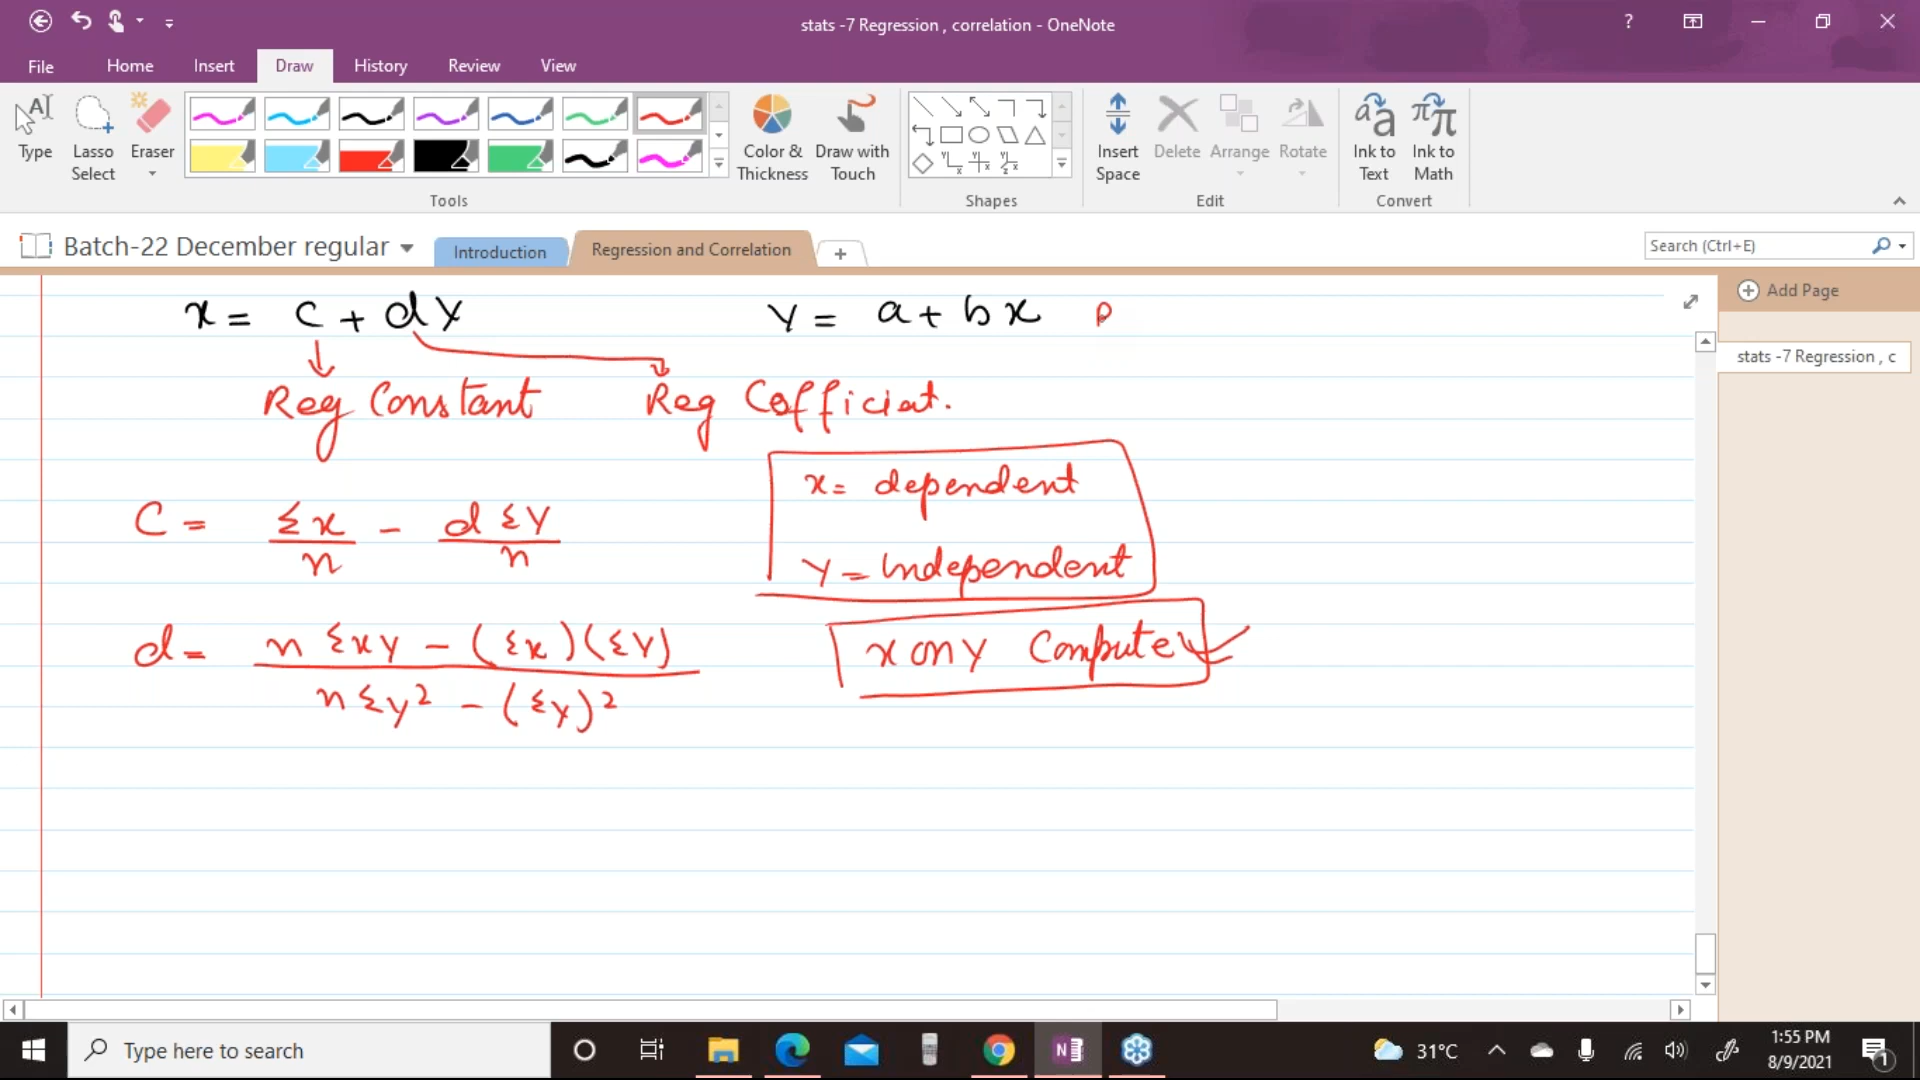 stats -7 Regression , correlation - OneNote
?
File Home Insert Draw History Review View
Type Lasso Select Eraser Color & Thickness Draw with Touch Insert Space Delete Arrange Rotate Ink to Text Ink to Math
Tools Shapes Edit Convert
Batch-22 December regular Introduction Regression and Correlation + Search (Ctrl+E)
Add Page
stats -7 Regression , c
x = c + dY Y = a + bx
Reg Constant Reg Cofficiat.
x = dependent
C = Σx/n - dΣY/n
Y = Independent
d = nΣxy - (Σx)(ΣY) / nΣy² - (Σy)²
x on y Compute
Type here to search
31°C
1:55 PM
8/9/2021
1